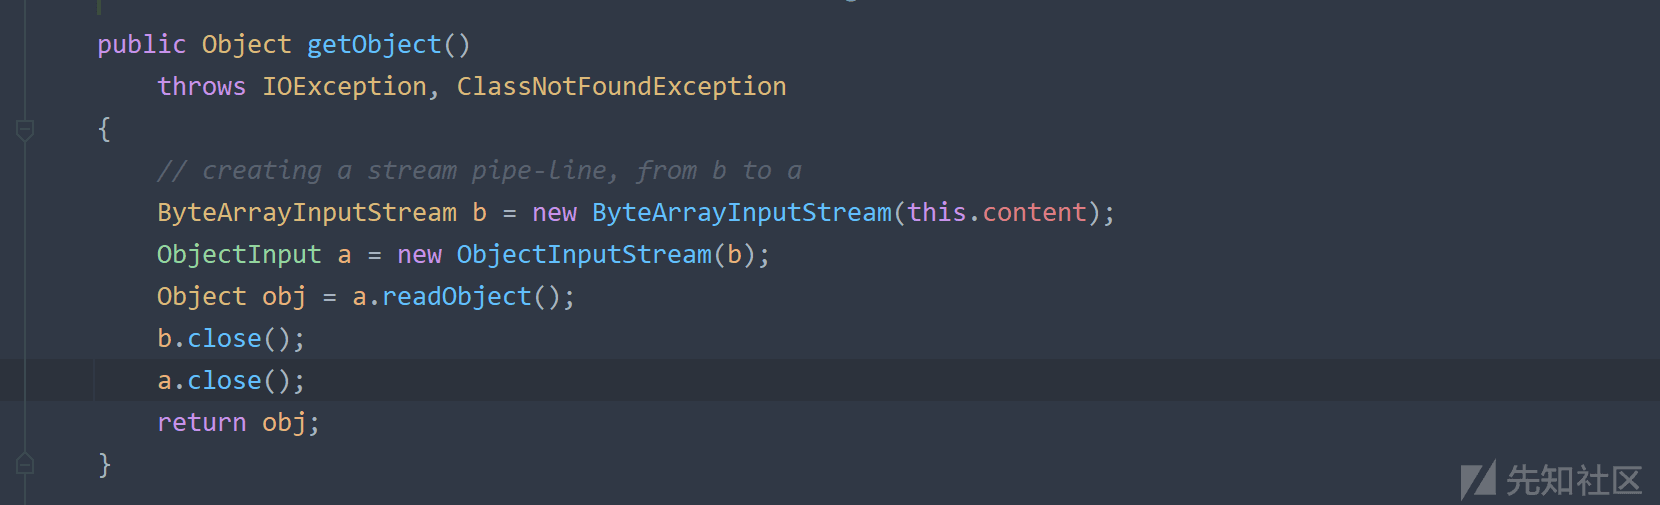 public Object getObject()
    throws IOException, ClassNotFoundException
{
    // creating a stream pipe-line, from b to a
    ByteArrayInputStream b = new ByteArrayInputStream(this.content);
    ObjectInput a = new ObjectInputStream(b);
    Object obj = a.readObject();
    b.close();
    a.close();
    return obj;
}
先知社区